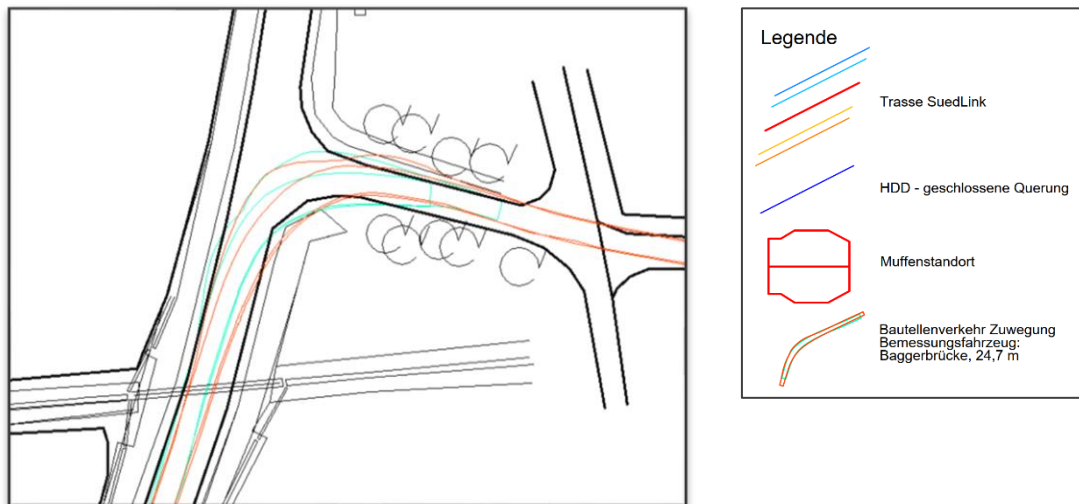 Legende
Trasse SuedLink
HDD - geschlossene Querung
Muffenstandort
Bautellenverkehr Zuwegung
Bemessungsfahrzeug:
Baggerbrücke, 24,7 m